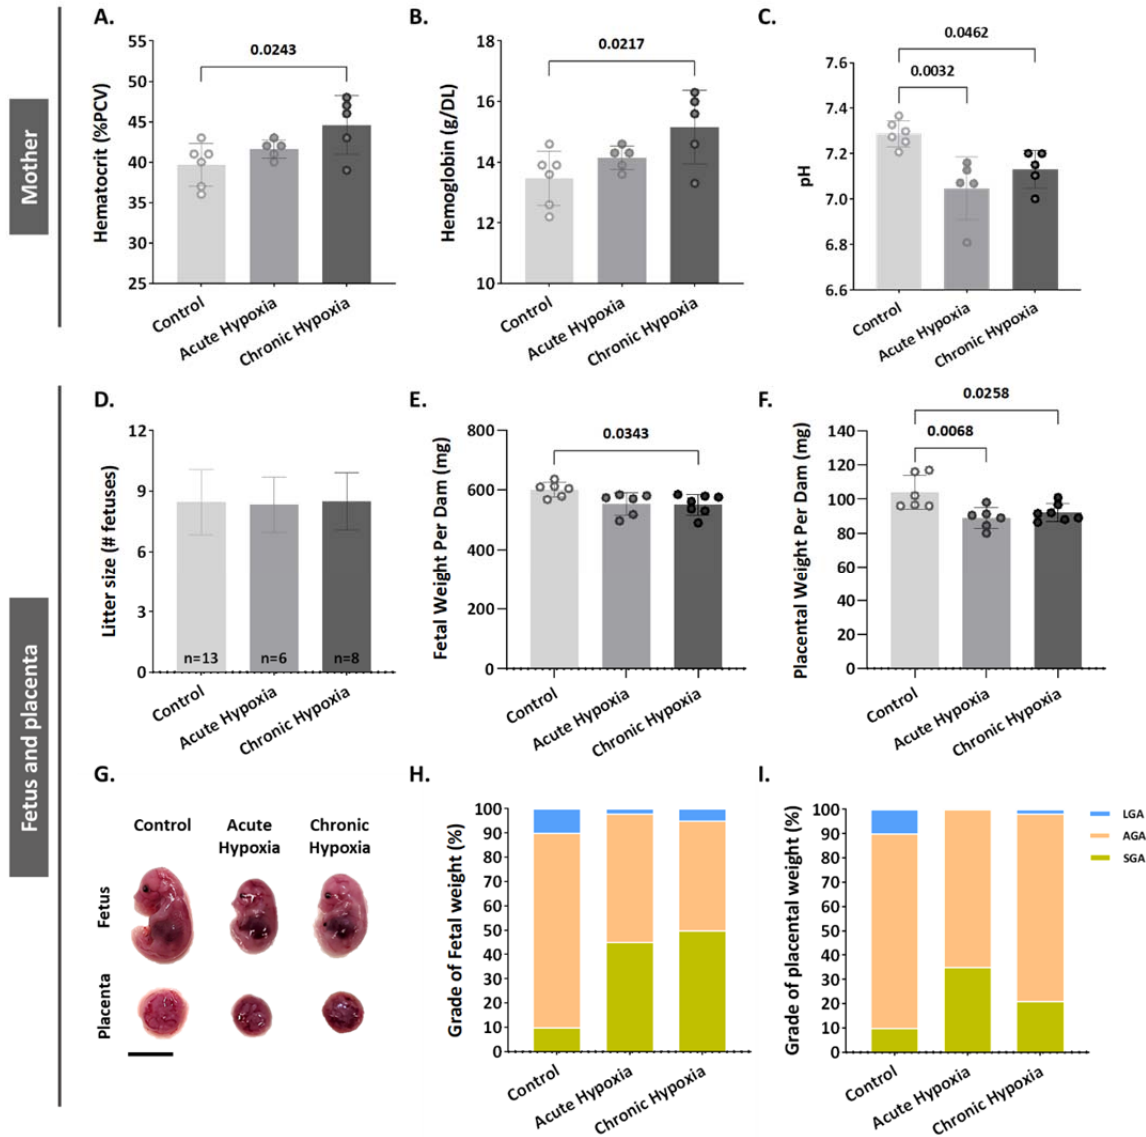 Mother
A.
Hematocrit (%PCV)
55
50
45
40
35
30
25
0.0243
Control
Acute Hypoxia
Chronic Hypoxia
B.
Hemoglobin (g/DL)
18
16
14
12
10
0.0217
Control
Acute Hypoxia
Chronic Hypoxia
C.
pH
7.6
7.4
7.2
7.0
6.8
6.6
0.0462
0.0032
Control
Acute Hypoxia
Chronic Hypoxia
Fetus and placenta
D.
Litter size (# fetuses)
12
9
6
3
0
n=13
n=6
n=8
Control
Acute Hypoxia
Chronic Hypoxia
E.
Fetal Weight Per Dam (mg)
800
600
400
200
0
0.0343
Control
Acute Hypoxia
Chronic Hypoxia
F.
Placental Weight Per Dam (mg)
140
120
100
80
60
40
20
0
0.0258
0.0068
Control
Acute Hypoxia
Chronic Hypoxia
G.
Control
Acute
Hypoxia
Chronic
Hypoxia
Fetus
Placenta
H.
Grade of Fetal weight (%)
100
90
80
70
60
50
40
30
20
10
0
Control
Acute Hypoxia
Chronic Hypoxia
I.
Grade of placental weight (%)
100
90
80
70
60
50
40
30
20
10
0
Control
Acute Hypoxia
Chronic Hypoxia
LGA
AGA
SGA